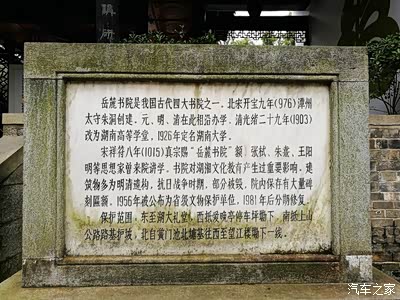 岳麓书院是我国古代四大书院之一，北宋开宝九年(976)潭州
太守朱洞创建。元、明、清在此相沿办学，清光绪二十九年(1903)
改为湖南高等学堂，1926年定名湖南大学。
宋祥符八年(1015)真宗赐“岳麓书院”额，张栻、朱熹、王阳
明等思想家曾来院讲学，书院对湖湘文化教育产生过重要影响，建
筑物多为明清遗构，抗日战争时期，部分被毁，院内保存有大量碑
刻匾额。1956年被公布为省级文物保护单位，1981年后分期修复。
保护范围，东至湖大礼堂，西抵爱晚亭停车坪墈下，南抵上山
公路路基护坡，北自黉门池北墉基往西至望江楼墈下一线。
汽车之家